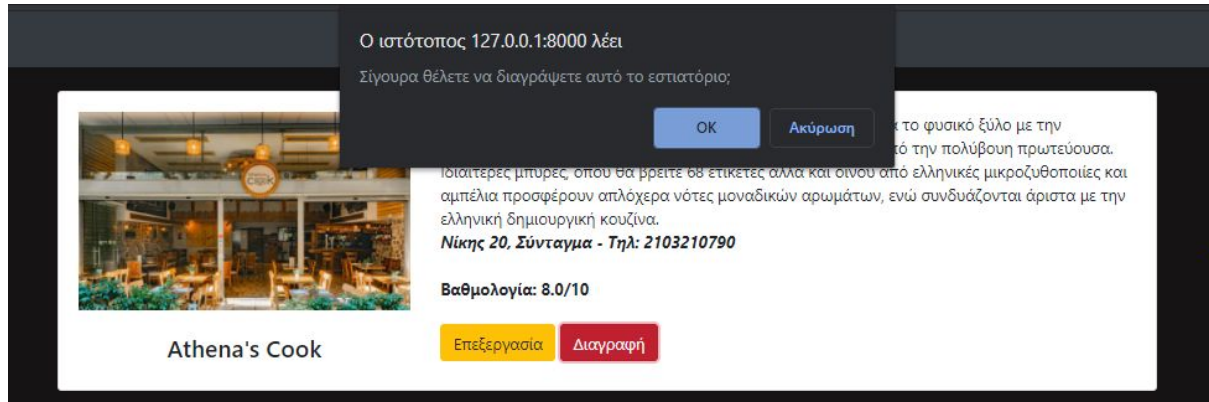 Ο ιστότοπος 127.0.0.1:8000 λέει
Σίγουρα θέλετε να διαγράψετε αυτό το εστιατόριο;
OK
Ακύρωση
το φυσικό ξύλο με την
την πολύβουη πρωτεύουσα.
Ιδιαίτερες μπύρες, όπου θα βρείτε 68 ετικέτες αλλά και οίνου από ελληνικές μικροζυθοποιίες και
αμπέλια προσφέρουν απλόχερα νότες μοναδικών αρωμάτων, ενώ συνδυάζονται άριστα με την
ελληνική δημιουργική κουζίνα.
Νίκης 20, Σύνταγμα - Τηλ: 2103210790
Βαθμολογία: 8.0/10
Επεξεργασία
Διαγραφή
Athena's Cook